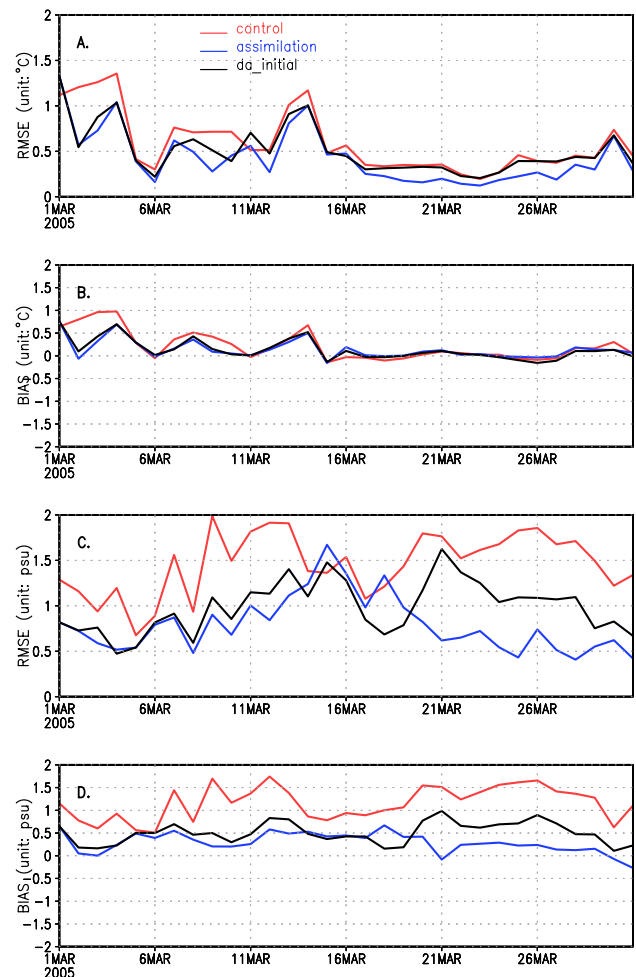 A.
control
assimilation
da_initial
RMSE (unit:°C)
2
1.5
1
0.5
0
1MAR 6MAR 11MAR 16MAR 21MAR 26MAR
2005
B.
BIAS (unit:°C)
2
1.5
1
0.5
0
-0.5
-1
-1.5
-2
1MAR 6MAR 11MAR 16MAR 21MAR 26MAR
2005
C.
RMSE (unit: psu)
2
1.5
1
0.5
0
1MAR 6MAR 11MAR 16MAR 21MAR 26MAR
2005
D.
BIAS (unit: psu)
2
1.5
1
0.5
0
-0.5
-1
-1.5
-2
1MAR 6MAR 11MAR 16MAR 21MAR 26MAR
2005